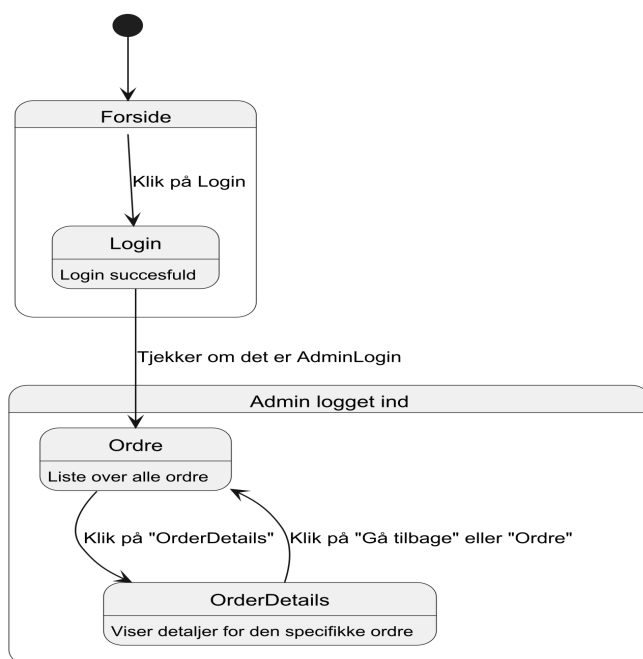 Forside
Klik på Login
Login
Login succesfuld
Tjekker om det er AdminLogin
Admin logget ind
Ordre
Liste over alle ordre
Klik på "OrderDetails"
Klik på "Gå tilbage" eller "Ordre"
OrderDetails
Viser detaljer for den specifikke ordre